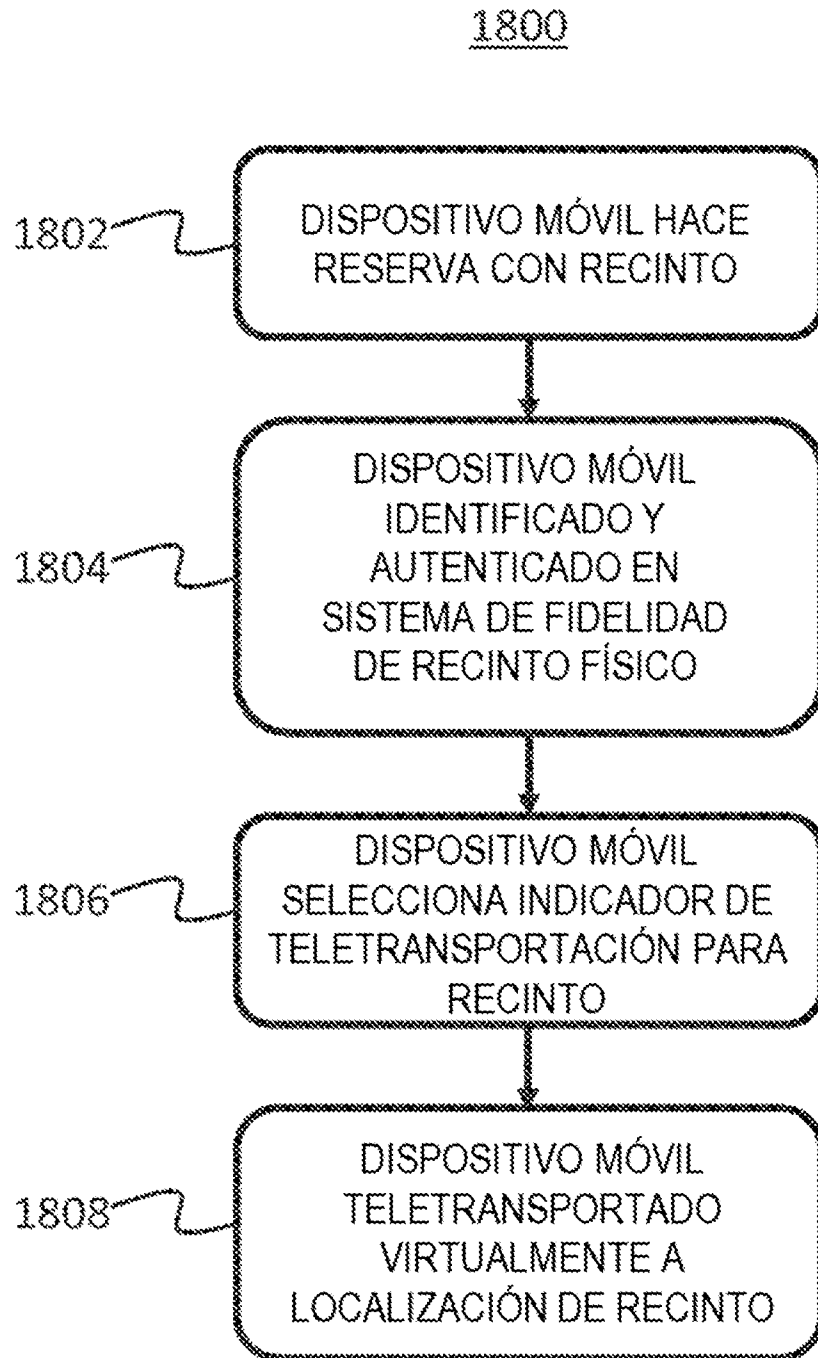 1800
1802
DISPOSITIVO MÓVIL HACE
RESERVA CON RECINTO
1804
DISPOSITIVO MÓVIL
IDENTIFICADO Y
AUTENTICADO EN
SISTEMA DE FIDELIDAD
DE RECINTO FÍSICO
1806
DISPOSITIVO MÓVIL
SELECCIONA INDICADOR DE
TELETRANSPORTACIÓN PARA
RECINTO
1808
DISPOSITIVO MÓVIL
TELETRANSPORTADO
VIRTUALMENTE A
LOCALIZACIÓN DE RECINTO